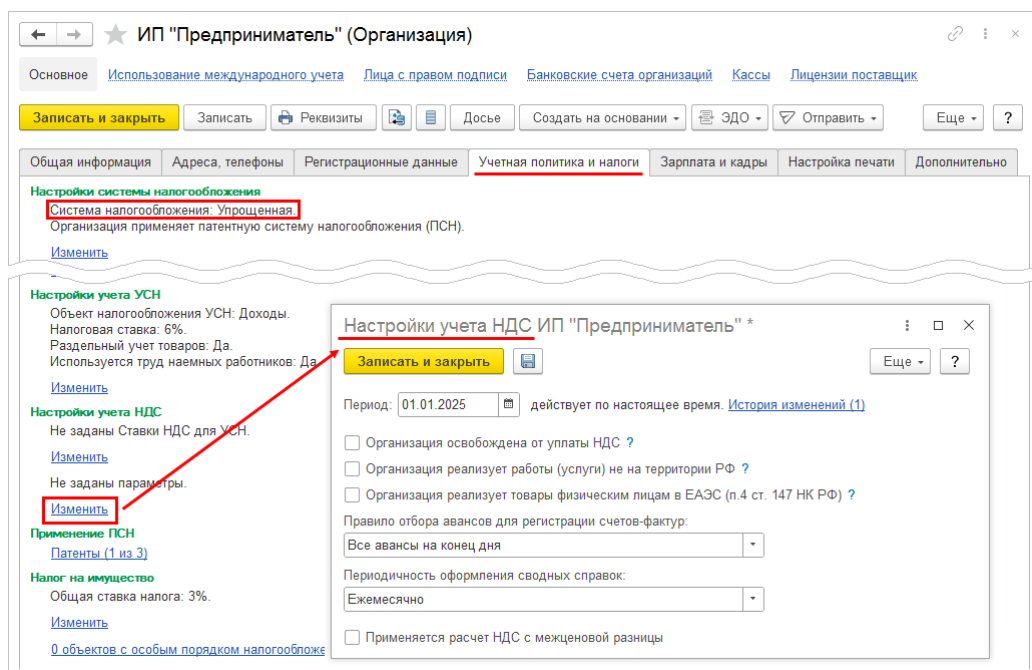 ИП "Предприниматель" (Организация)
Основное Использование международного учета Лица с правом подписи Банковские счета организаций Кассы Лицензии поставщик
Записать и закрыть Записать Реквизиты Досье Создать на основании ЭДО Отправить Еще ?
Общая информация Адреса, телефоны Регистрационные данные Учетная политика и налоги Зарплата и кадры Настройка печати Дополнительно
Настройки системы налогообложения
Система налогообложения: Упрощенная.
Организация применяет патентную систему налогообложения (ПСН).
Изменить
Настройки учета УСН
Объект налогообложения УСН: Доходы.
Налоговая ставка: 6%.
Раздельный учет товаров: Да.
Используется труд наемных работников: Да
Изменить
Настройки учета НДС
Не заданы Ставки НДС для УСН.
Изменить
Не заданы параметры.
Изменить
Применение ПСН
Патенты (1 из 3)
Налог на имущество
Общая ставка налога: 3%.
Изменить
0 объектов с особым порядком налогообложе
Настройки учета НДС ИП "Предприниматель" *
Записать и закрыть Еще ?
Период: 01.01.2025 действует по настоящее время. История изменений (1)
Организация освобождена от уплаты НДС ?
Организация реализует работы (услуги) не на территории РФ ?
Организация реализует товары физическим лицам в ЕАЭС (п.4 ст. 147 НК РФ) ?
Правило отбора авансов для регистрации счетов-фактур:
Все авансы на конец дня
Периодичность оформления сводных справок:
Ежемесячно
Применяется расчет НДС с межценовой разницы